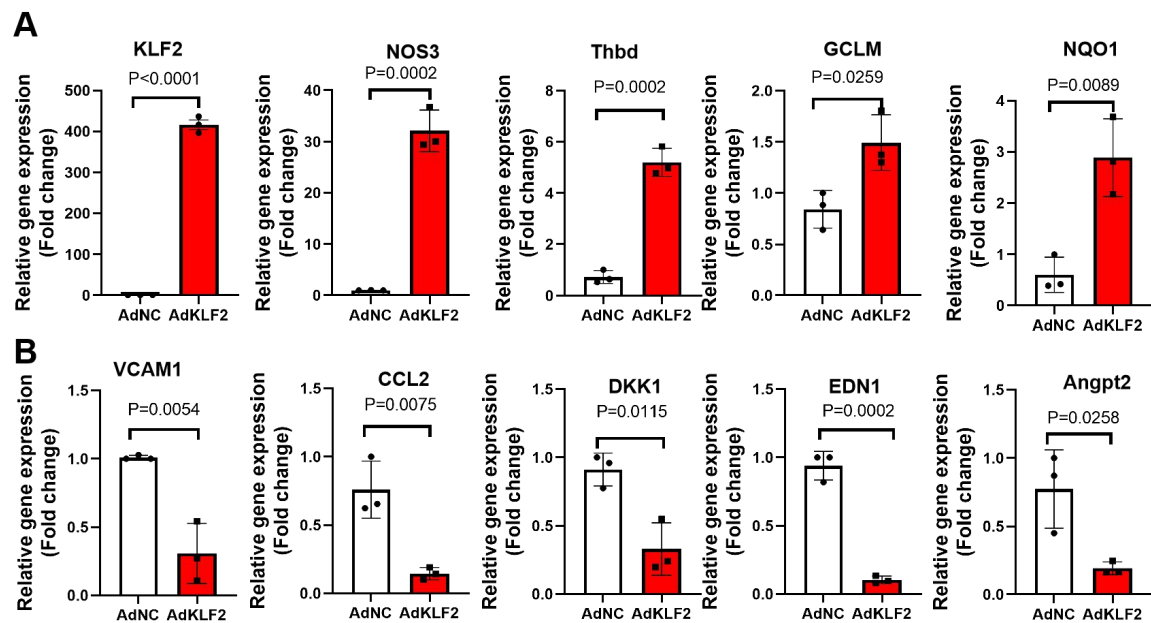 A
KLF2
P<0.0001
Relative gene expression
(Fold change)
500
400
300
200
100
0
AdNC AdKLF2
NOS3
P=0.0002
Relative gene expression
(Fold change)
40
30
20
10
0
AdNC AdKLF2
Thbd
P=0.0002
Relative gene expression
(Fold change)
8
6
4
2
0
AdNC AdKLF2
GCLM
P=0.0259
Relative gene expression
(Fold change)
2.0
1.5
1.0
0.5
0.0
AdNC AdKLF2
NQO1
P=0.0089
Relative gene expression
(Fold change)
4
3
2
1
0
AdNC AdKLF2
B
VCAM1
P=0.0054
Relative gene expression
(Fold change)
1.5
1.0
0.5
0.0
AdNC AdKLF2
CCL2
P=0.0075
Relative gene expression
(Fold change)
1.5
1.0
0.5
0.0
AdNC AdKLF2
DKK1
P=0.0115
Relative gene expression
(Fold change)
1.5
1.0
0.5
0.0
AdNC AdKLF2
EDN1
P=0.0002
Relative gene expression
(Fold change)
1.5
1.0
0.5
0.0
AdNC AdKLF2
Angpt2
P=0.0258
Relative gene expression
(Fold change)
1.5
1.0
0.5
0.0
AdNC AdKLF2